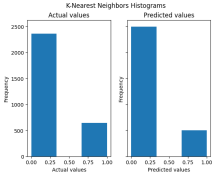 K-Nearest Neighbors Histograms
Actual values
Predicted values
Frequency
2500
2000
1500
1000
500
0
0.00 0.25 0.50 0.75 1.00
Actual values
Frequency
0.00 0.25 0.50 0.75 1.00
Predicted values